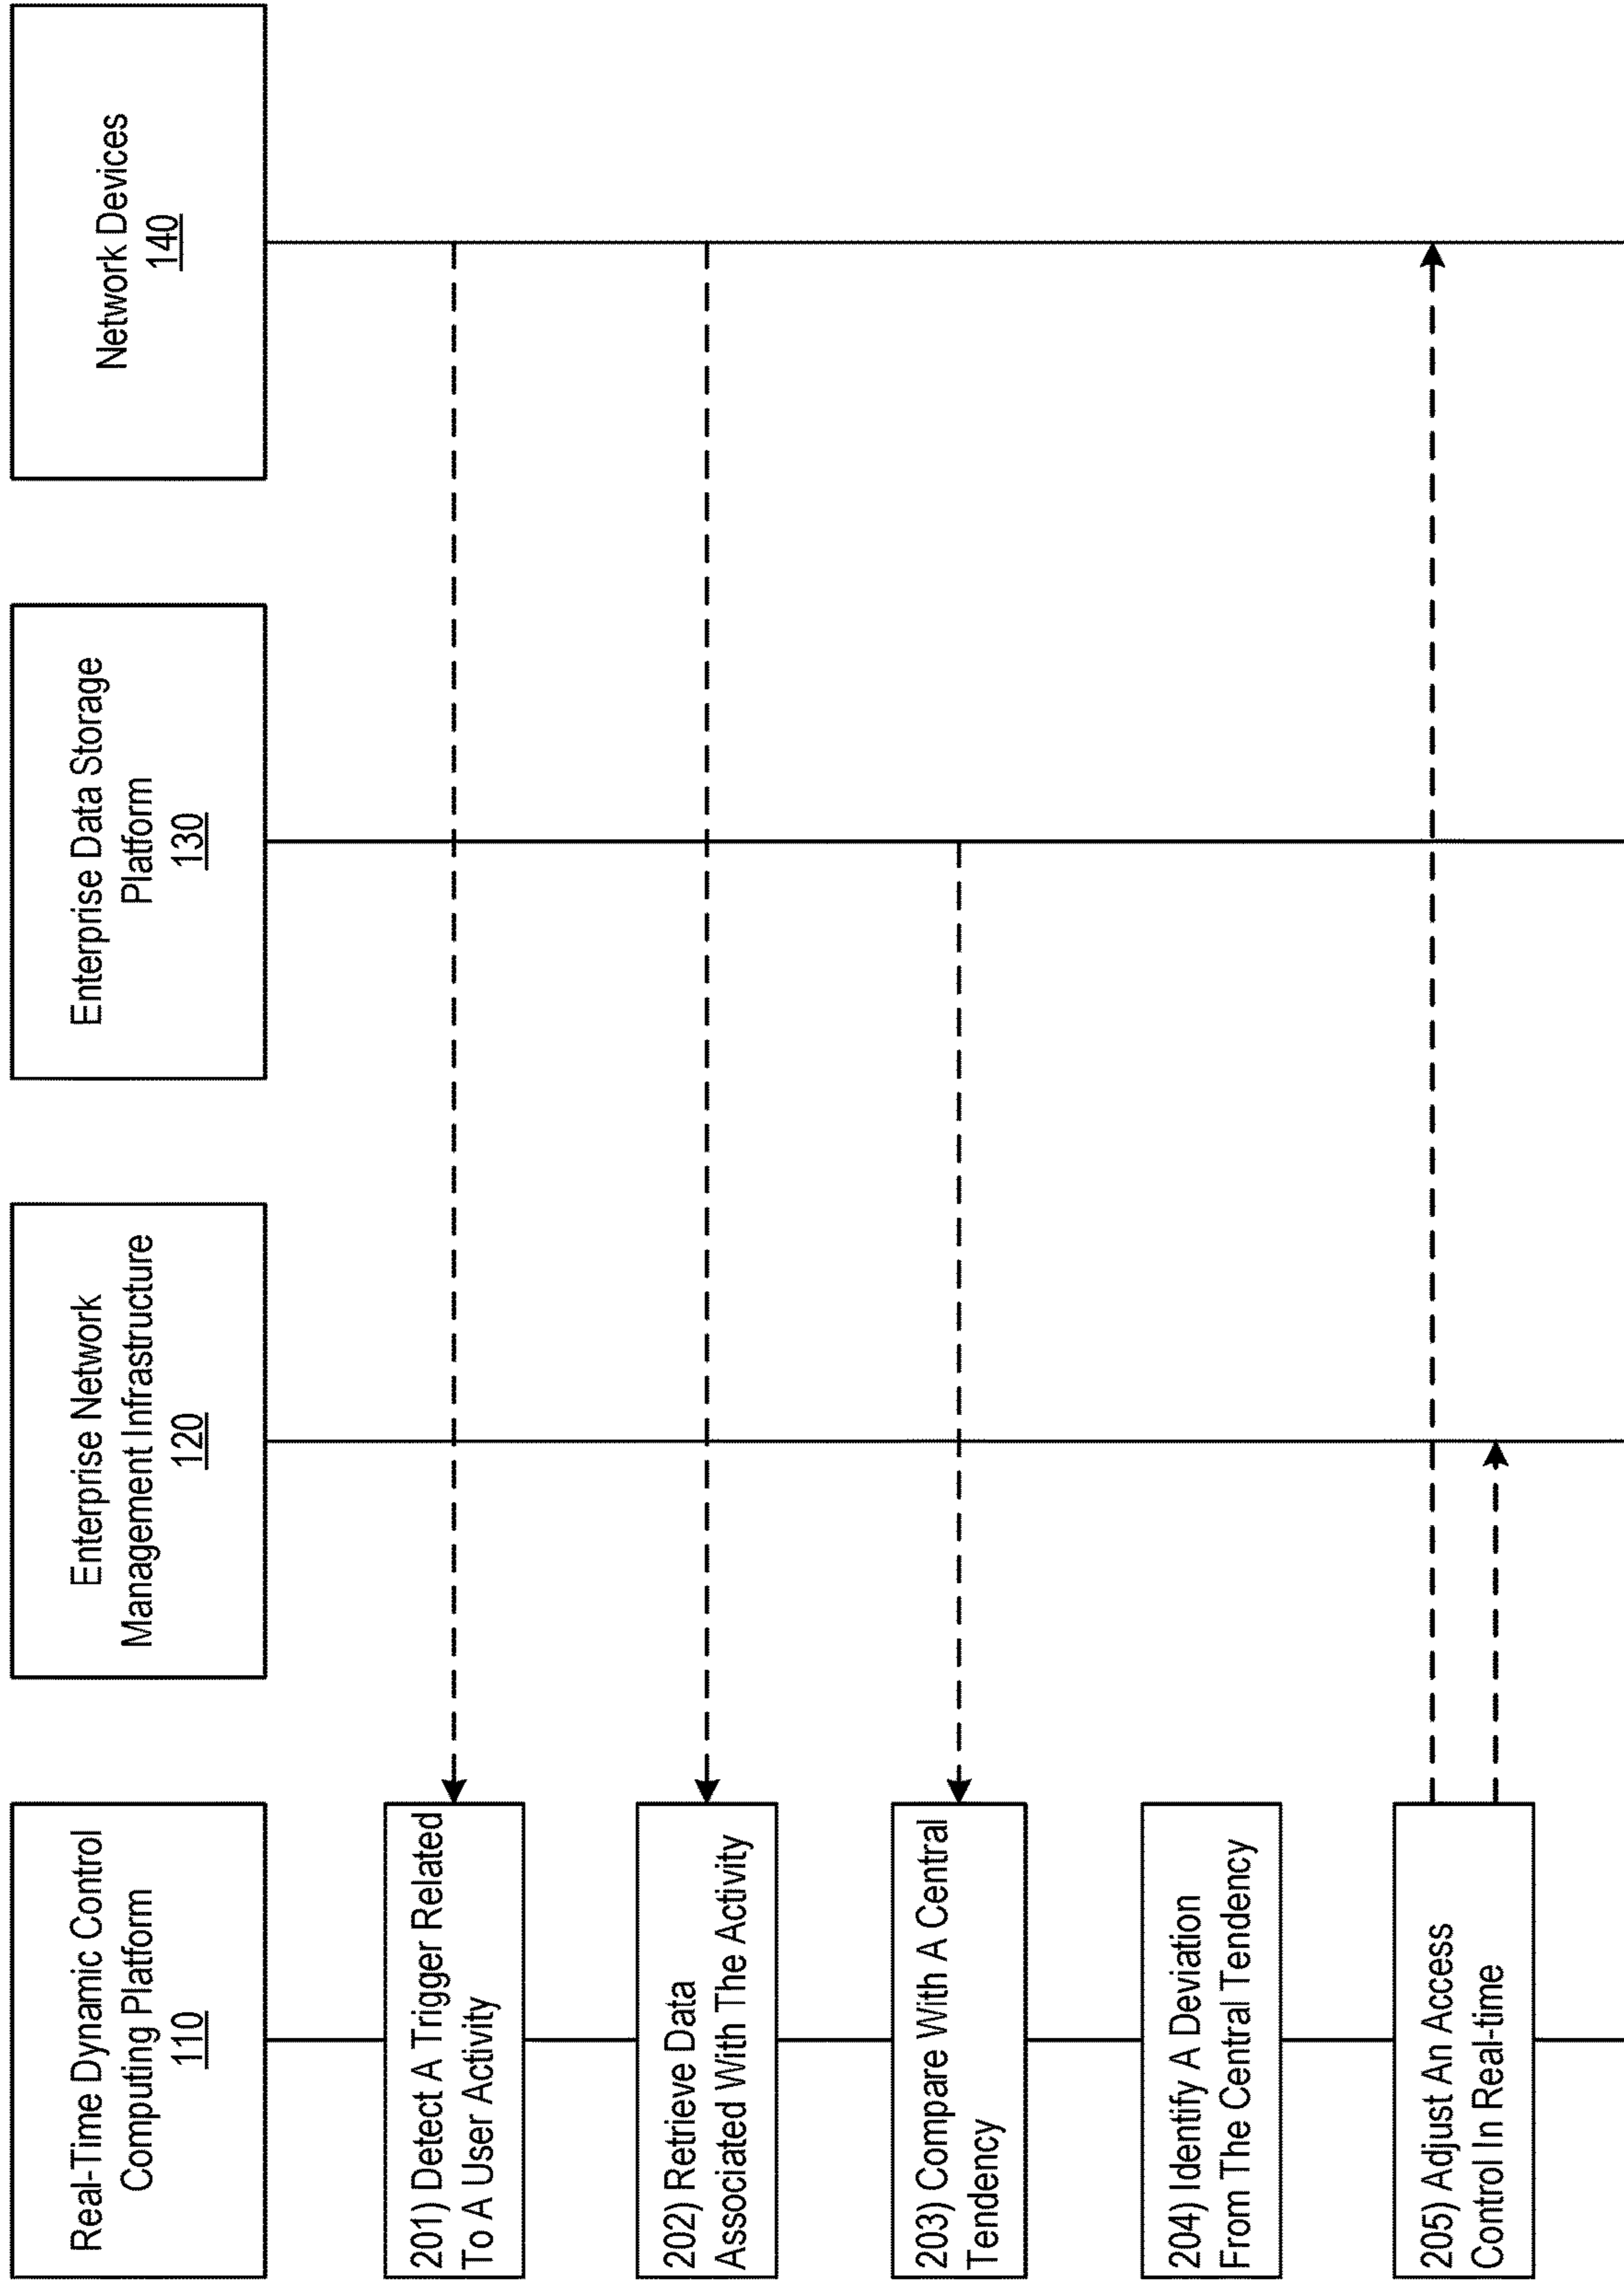 Real-Time Dynamic Control
Computing Platform
110
Enterprise Network
Management Infrastructure
120
Enterprise Data Storage
Platform
130
Network Devices
140
201) Detect A Trigger Related
To A User Activity
202) Retrieve Data
Associated With The Activity
203) Compare With A Central
Tendency
204) Identify A Deviation
From The Central Tendency
205) Adjust An Access
Control In Real-time